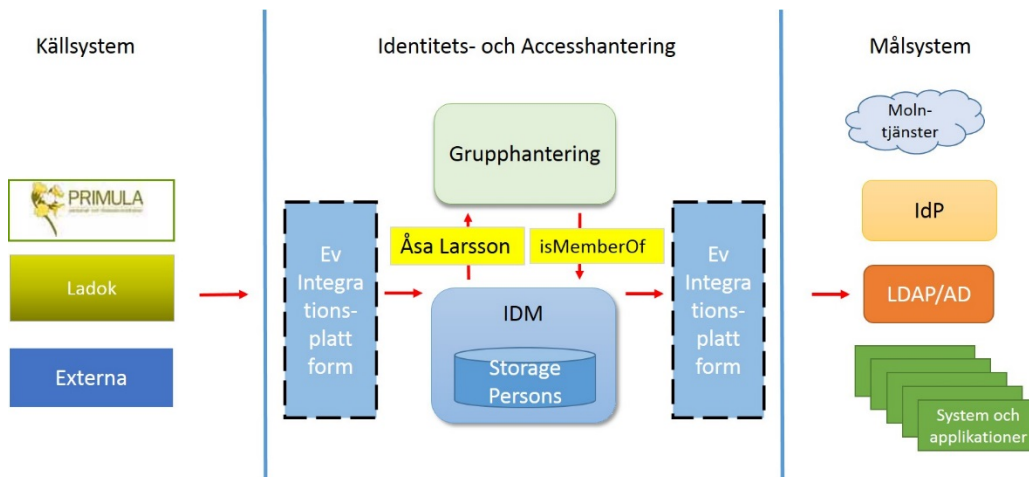 Källsystem
Identitets- och Accesshantering
Målsystem
PRIMULA
Ladok
Externa
Ev
Integra
tions-
platt
form
Grupphantering
Åsa Larsson
isMemberOf
IDM
Storage
Persons
Ev
Integra
tions-
platt
form
Moln-
tjänster
IdP
LDAP/AD
System och
applikationer